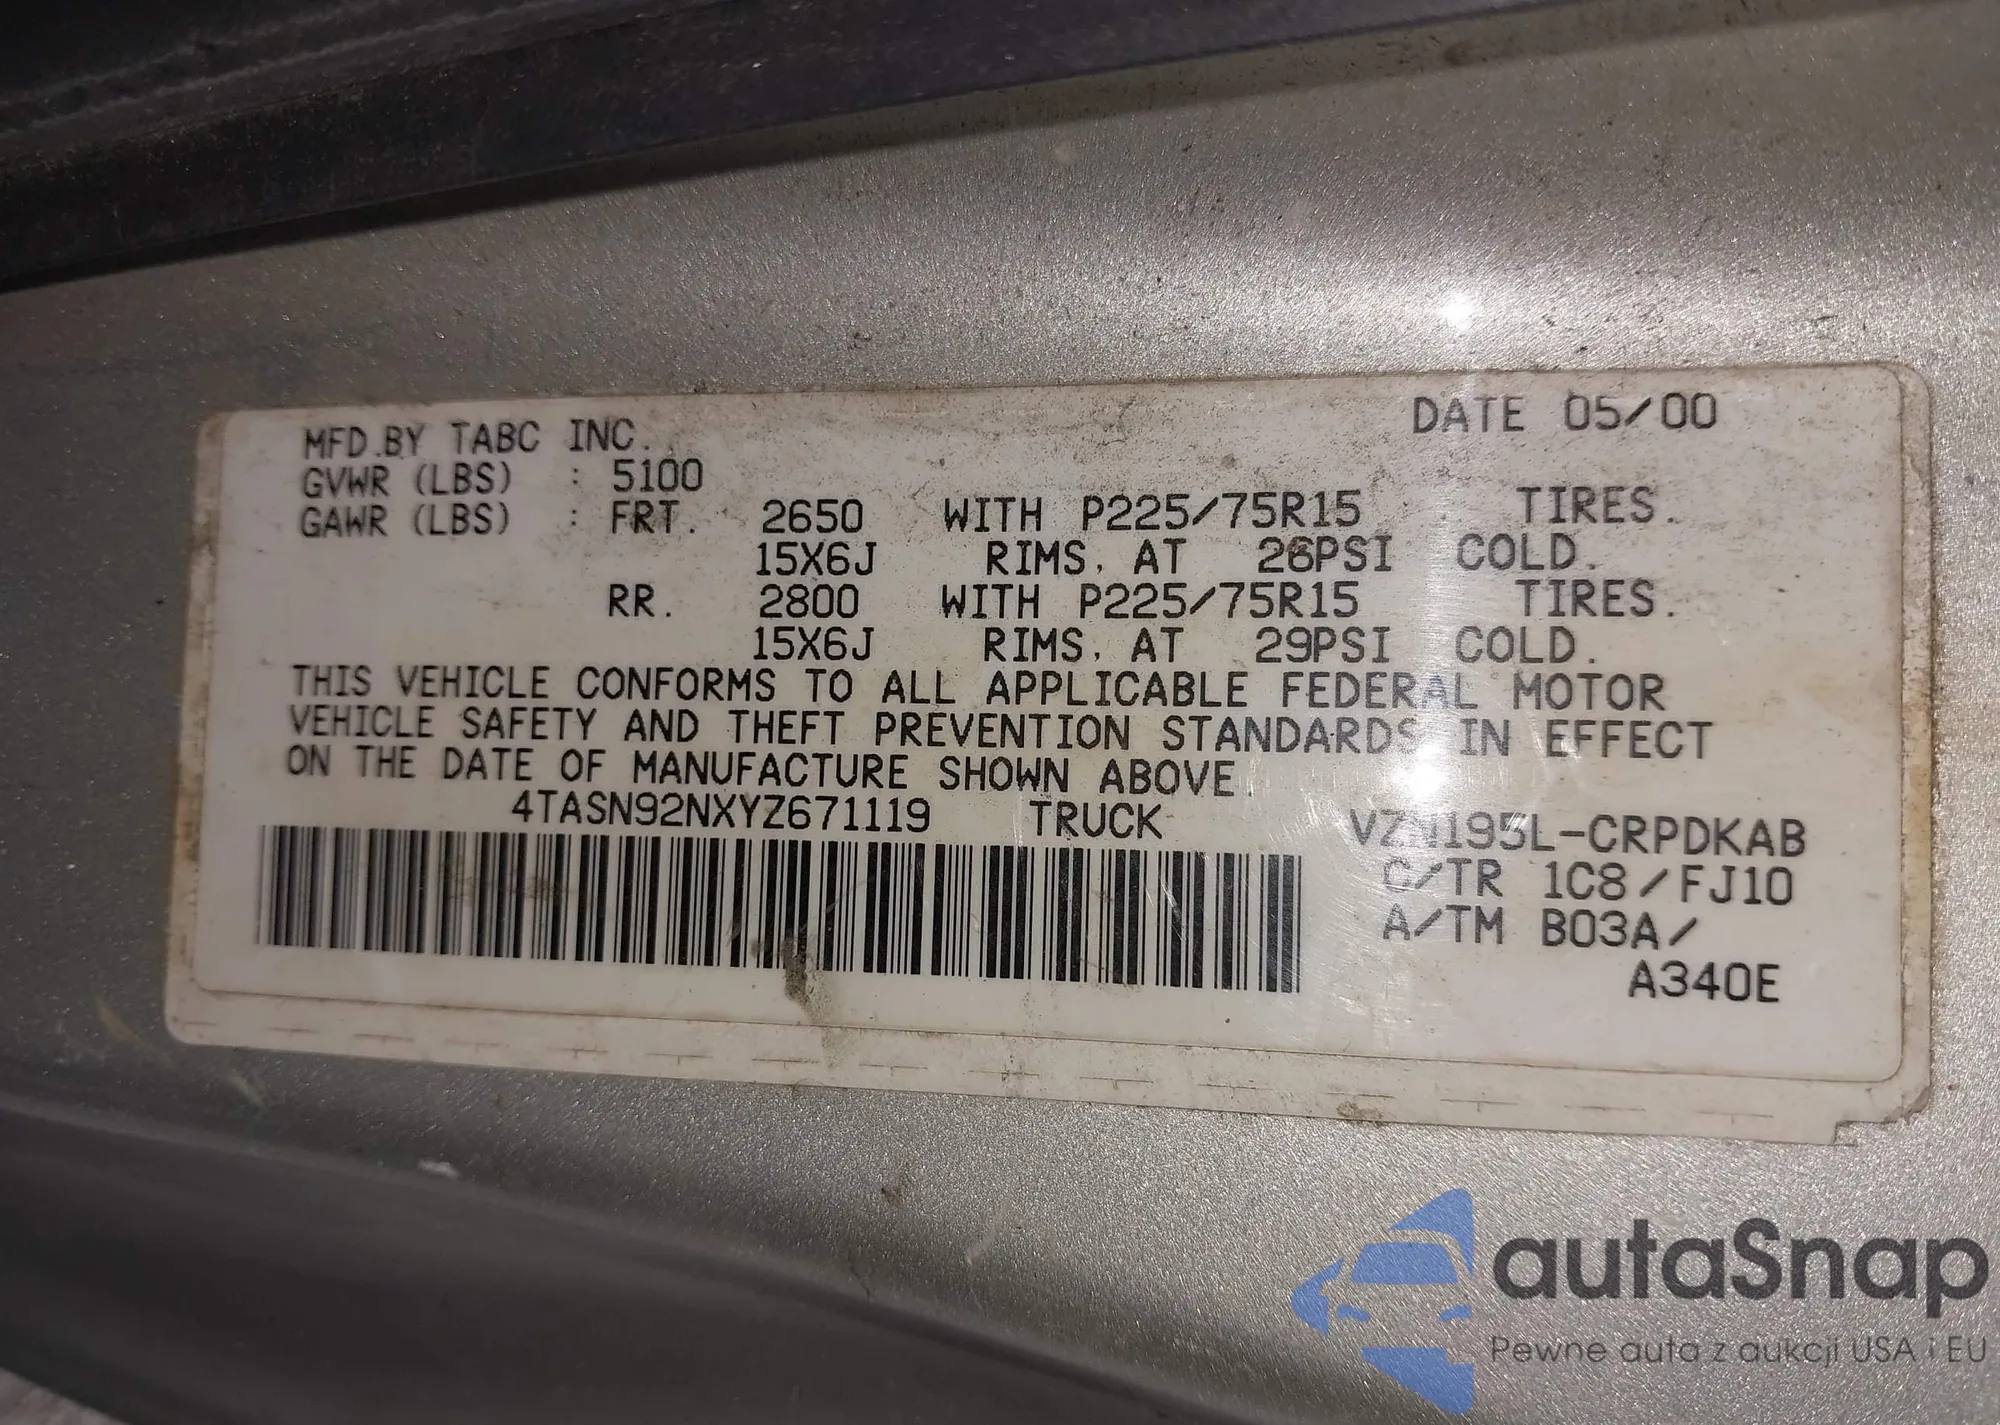 MFD.BY TABC INC. DATE 05/00
GVWR (LBS) : 5100
GAWR (LBS) : FRT. 2650 WITH P225/75R15 TIRES.
15X6J RIMS, AT 26PSI COLD.
RR. 2800 WITH P225/75R15 TIRES.
15X6J RIMS, AT 29PSI COLD.
THIS VEHICLE CONFORMS TO ALL APPLICABLE FEDERAL MOTOR
VEHICLE SAFETY AND THEFT PREVENTION STANDARDS IN EFFECT
ON THE DATE OF MANUFACTURE SHOWN ABOVE.
4TASN92NXYZ671119 TRUCK VZN195L-CRPDKAB
C/TR 1C8/FJ10
A/TM B03A/
A340E
autaSnap
Pewne auta z aukcji USA i EU